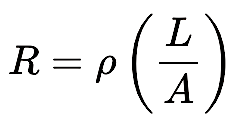 R = ρ ( L / A )